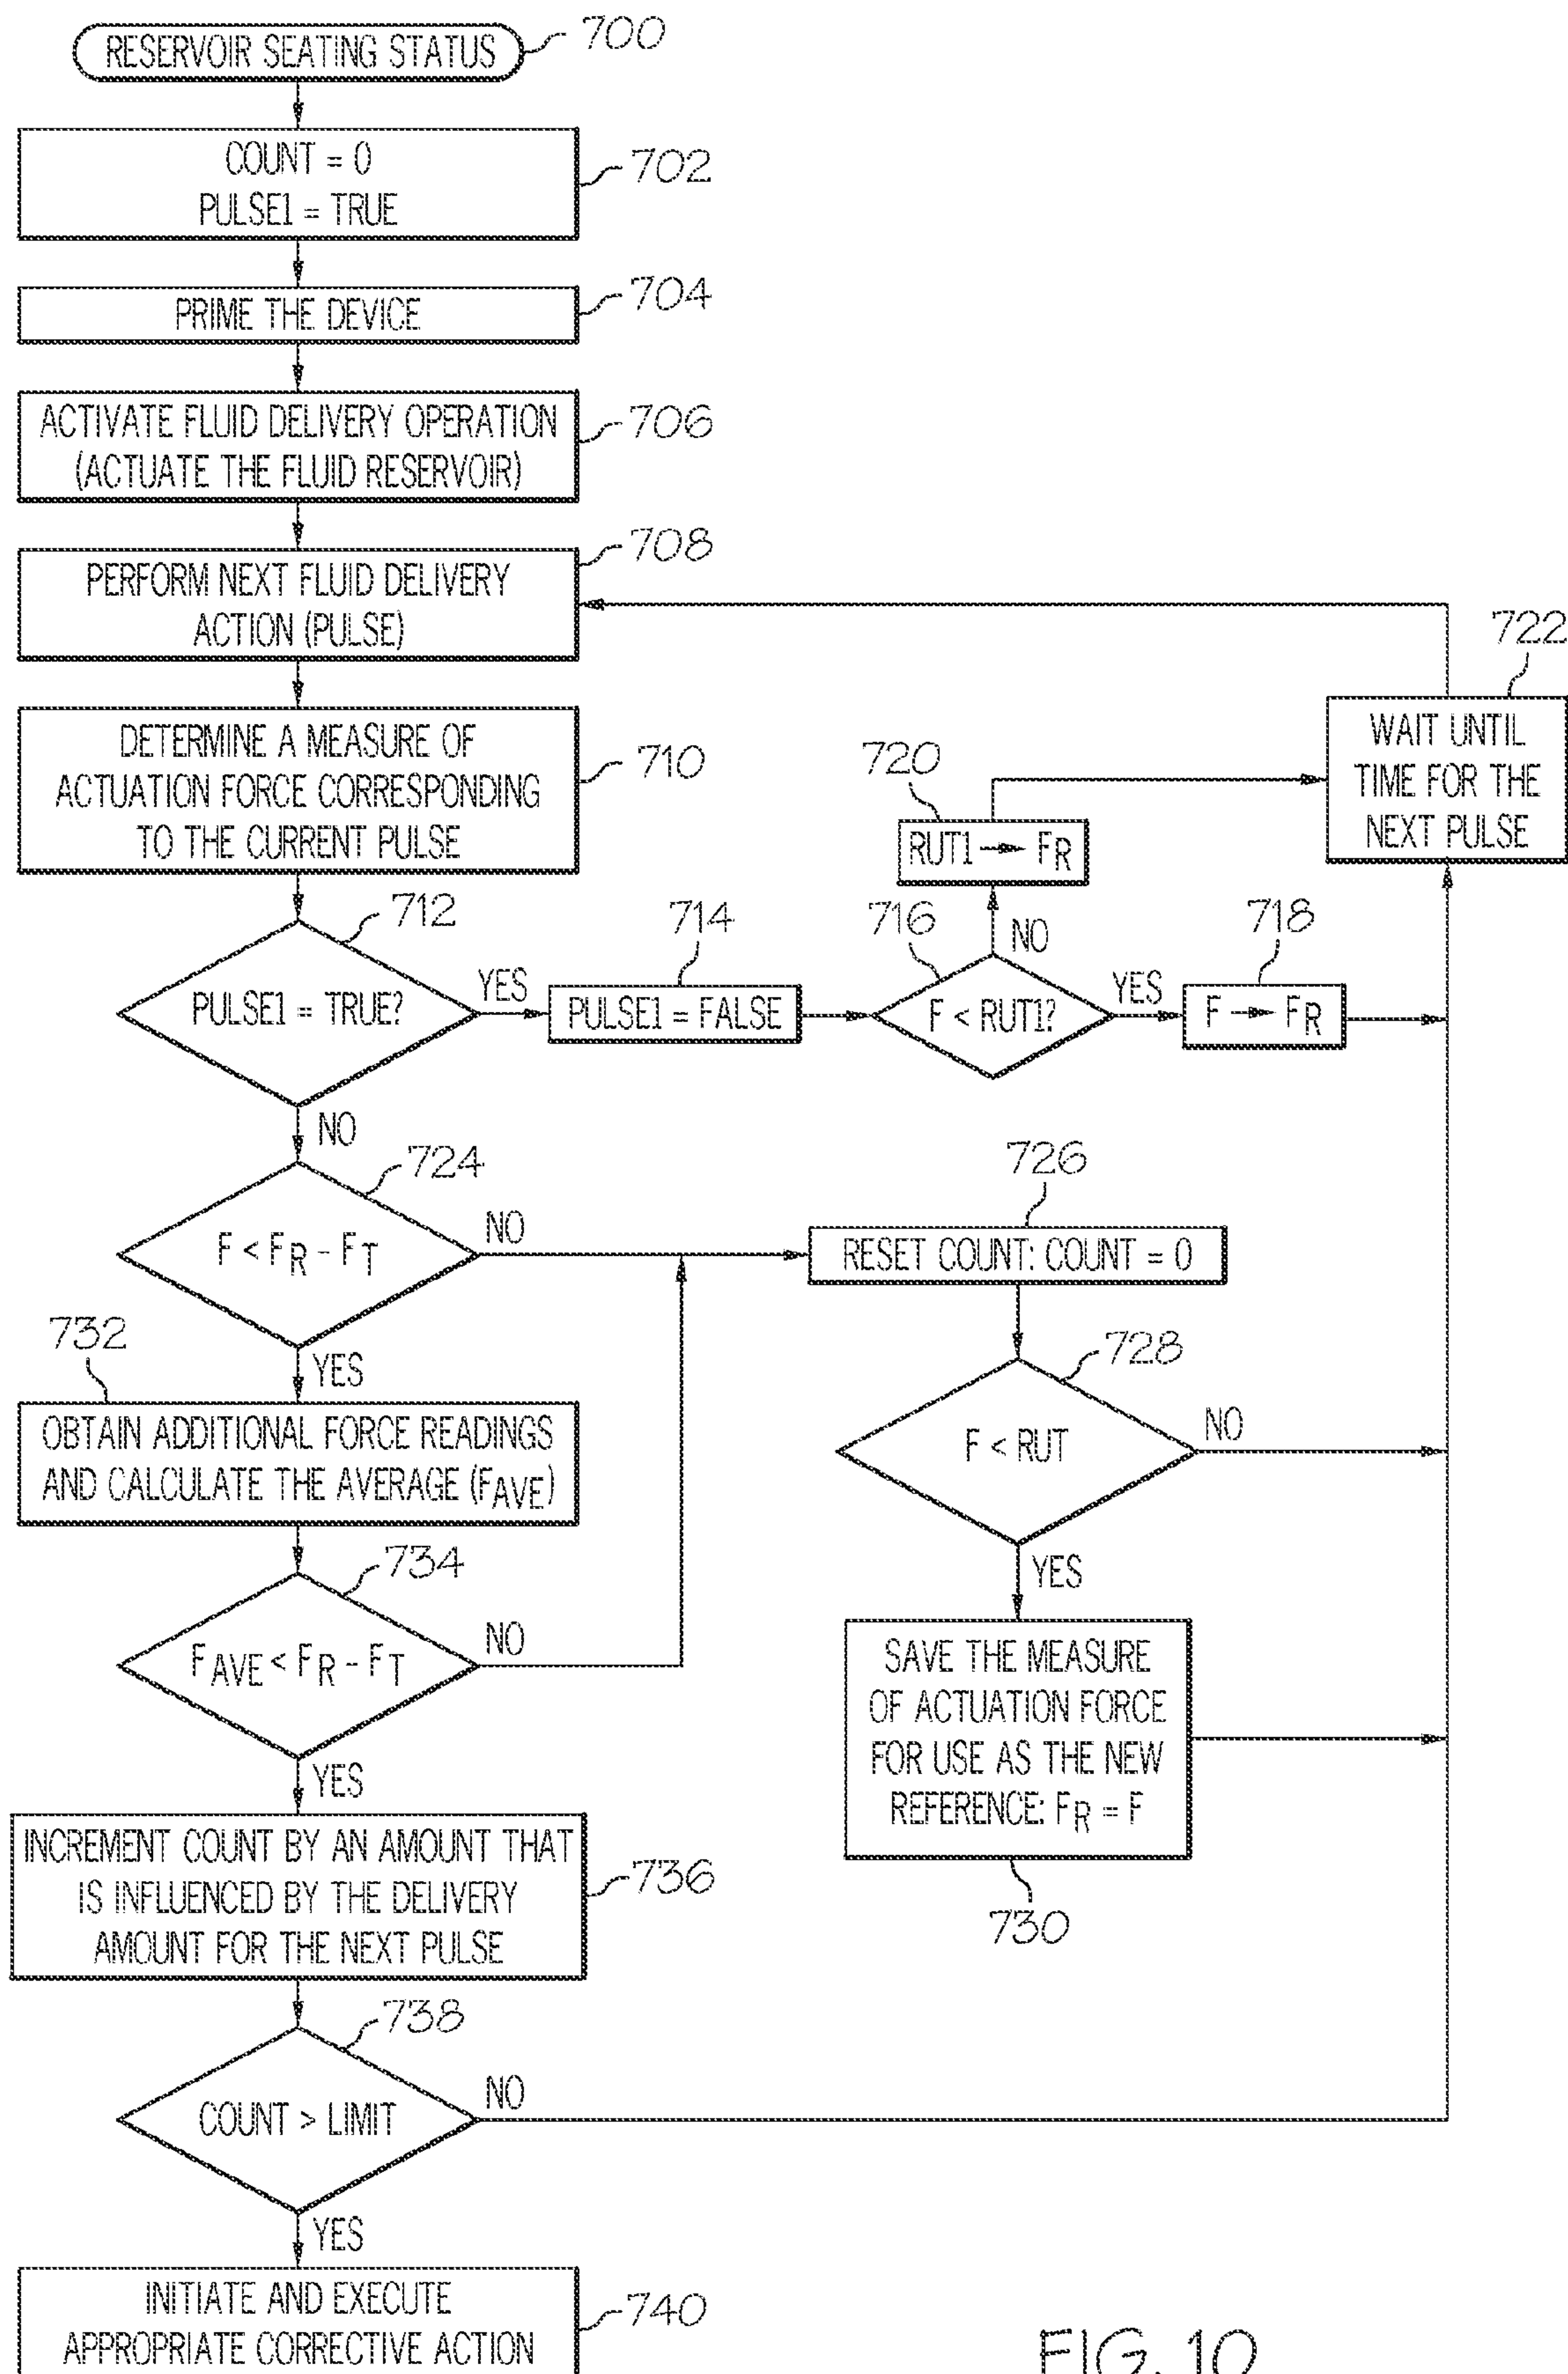 RESERVOIR SEATING STATUS
700
COUNT = 0
PULSE1 = TRUE
702
PRIME THE DEVICE
704
ACTIVATE FLUID DELIVERY OPERATION
(ACTUATE THE FLUID RESERVOIR)
706
PERFORM NEXT FLUID DELIVERY
ACTION (PULSE)
708
DETERMINE A MEASURE OF
ACTUATION FORCE CORRESPONDING
TO THE CURRENT PULSE
710
722
WAIT UNTIL
TIME FOR THE
NEXT PULSE
720
RUT1 → FR
712
PULSE1 = TRUE?
YES
714
PULSE1 = FALSE
716
F < RUT1?
NO
YES
718
F → FR
NO
724
F < FR - FT
NO
726
RESET COUNT: COUNT = 0
728
F < RUT
NO
YES
SAVE THE MEASURE
OF ACTUATION FORCE
FOR USE AS THE NEW
REFERENCE: FR = F
730
YES
732
OBTAIN ADDITIONAL FORCE READINGS
AND CALCULATE THE AVERAGE (FAVE)
734
FAVE < FR - FT
NO
YES
INCREMENT COUNT BY AN AMOUNT THAT
IS INFLUENCED BY THE DELIVERY
AMOUNT FOR THE NEXT PULSE
736
738
COUNT > LIMIT
NO
YES
INITIATE AND EXECUTE
APPROPRIATE CORRECTIVE ACTION
740
FIG. 10